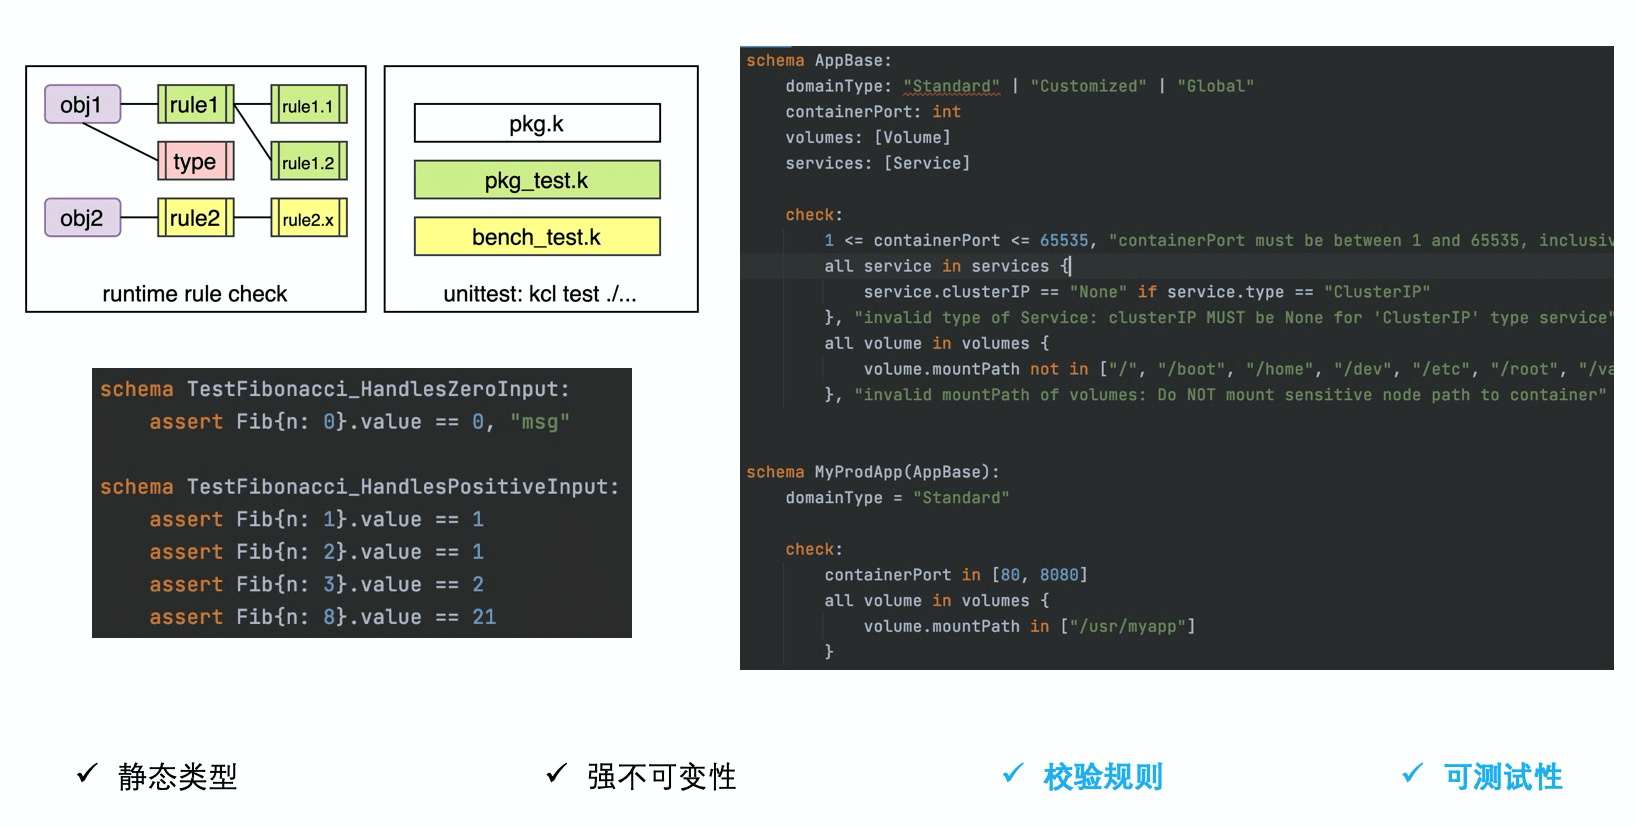 obj1
rule1
rule1.1
type
rule1.2
obj2
rule2
rule2.x
runtime rule check
pkg.k
pkg_test.k
bench_test.k
unittest: kcl test ./...
schema TestFibonacci_HandlesZeroInput:
assert Fib{n: 0}.value == 0, "msg"
schema TestFibonacci_HandlesPositiveInput:
assert Fib{n: 1}.value == 1
assert Fib{n: 2}.value == 1
assert Fib{n: 3}.value == 2
assert Fib{n: 8}.value == 21
schema AppBase:
domainType: "Standard" | "Customized" | "Global"
containerPort: int
volumes: [Volume]
services: [Service]
check:
1 <= containerPort <= 65535, "containerPort must be between 1 and 65535, inclusiv
all service in services {
service.clusterIP == "None" if service.type == "ClusterIP"
}, "invalid type of Service: clusterIP MUST be None for 'ClusterIP' type service"
all volume in volumes {
volume.mountPath not in ["/", "/boot", "/home", "/dev", "/etc", "/root", "/va
}, "invalid mountPath of volumes: Do NOT mount sensitive node path to container"
schema MyProdApp(AppBase):
domainType = "Standard"
check:
containerPort in [80, 8080]
all volume in volumes {
volume.mountPath in ["/usr/myapp"]
}
✓ 静态类型
✓ 强不可变性
✓ 校验规则
✓ 可测试性